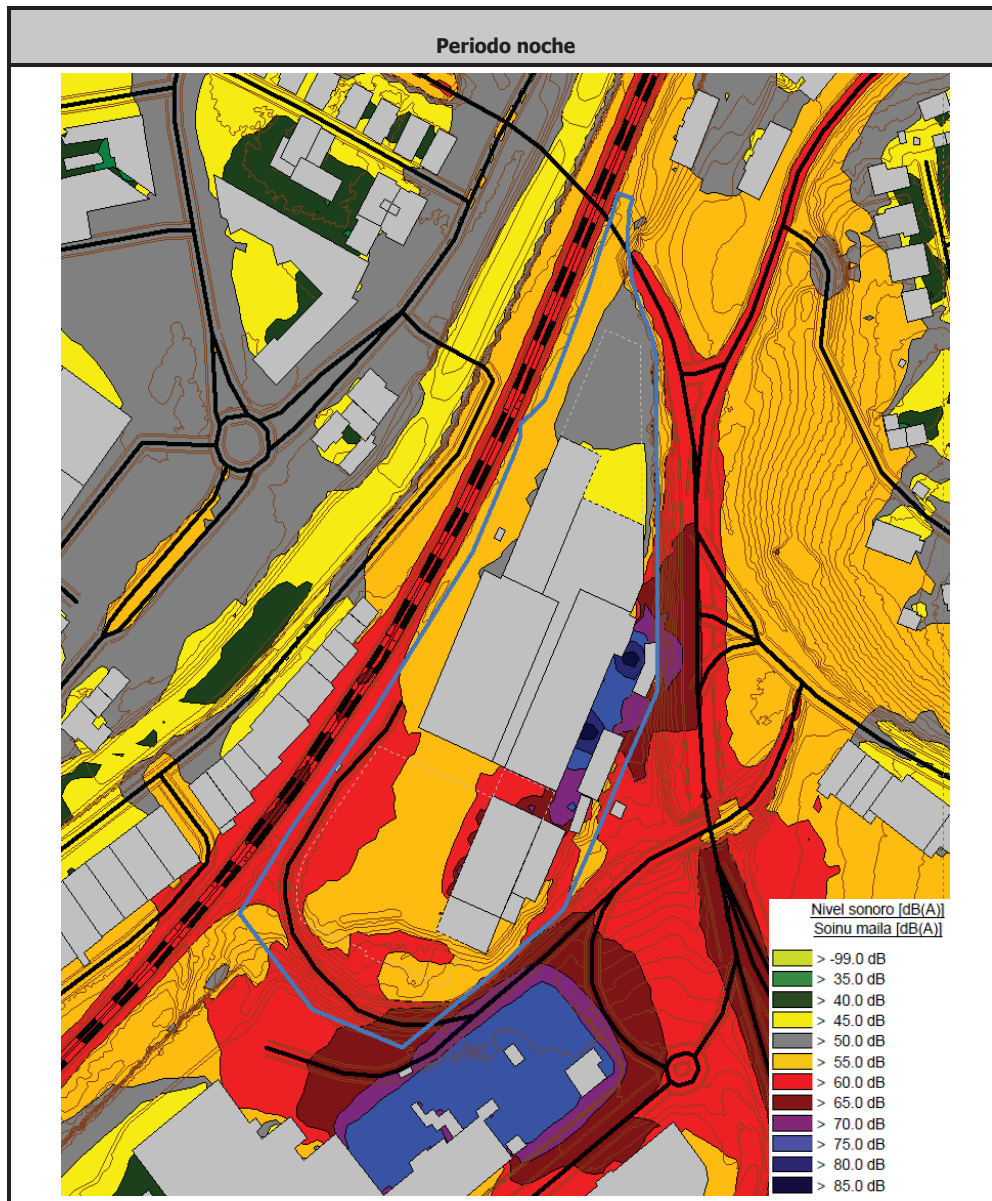 Periodo noche
Nivel sonoro [dB(A)]
Soinu maila [dB(A)]
> -99.0 dB
> 35.0 dB
> 40.0 dB
> 45.0 dB
> 50.0 dB
> 55.0 dB
> 60.0 dB
> 65.0 dB
> 70.0 dB
> 75.0 dB
> 80.0 dB
> 85.0 dB